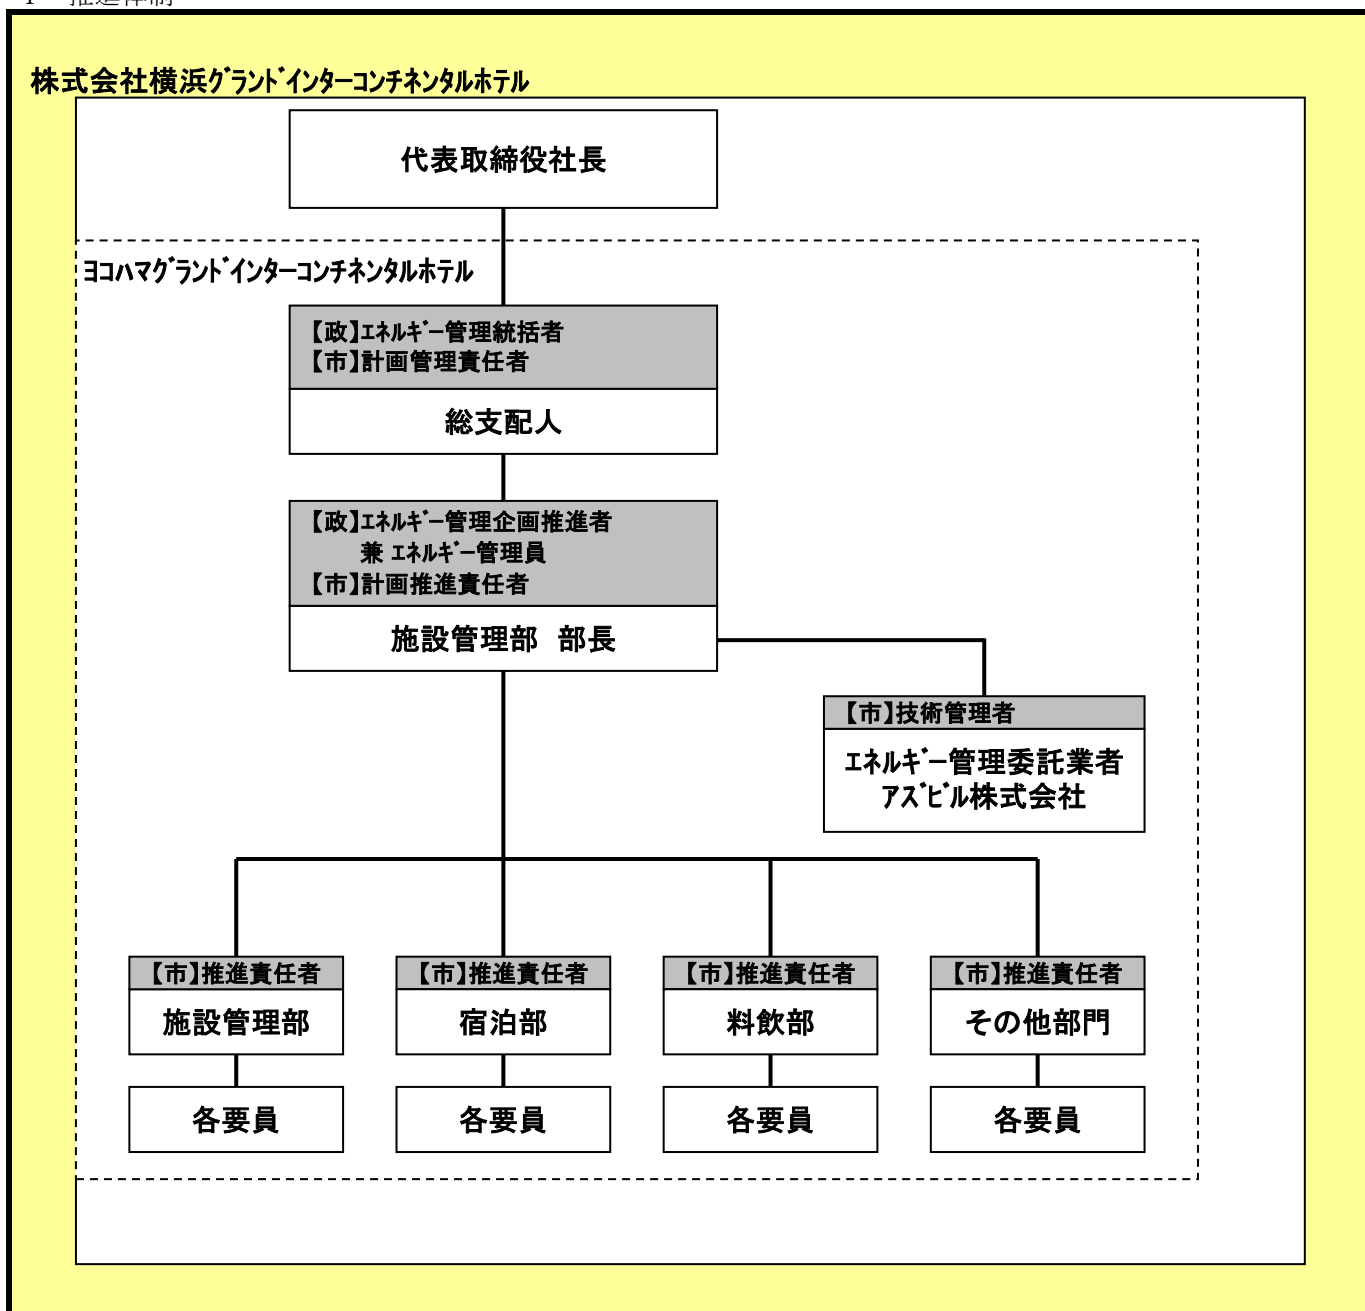 株式会社横浜ｸﾞﾗﾝﾄﾞｲﾝﾀｰｺﾝﾁﾈﾝﾀﾙﾎﾃﾙ
代表取締役社長
ﾖｺﾊﾏｸﾞﾗﾝﾄﾞｲﾝﾀｰｺﾝﾁﾈﾝﾀﾙﾎﾃﾙ
【政】ｴﾈﾙｷﾞｰ管理統括者
【市】計画管理責任者
総支配人
【政】ｴﾈﾙｷﾞｰ管理企画推進者
兼 ｴﾈﾙｷﾞｰ管理員
【市】計画推進責任者
施設管理部　部長
【市】技術管理者
ｴﾈﾙｷﾞｰ管理委託業者
ｱｽﾞﾋﾞﾙ株式会社
【市】推進責任者
施設管理部
各要員
【市】推進責任者
宿泊部
各要員
【市】推進責任者
料飲部
各要員
【市】推進責任者
その他部門
各要員